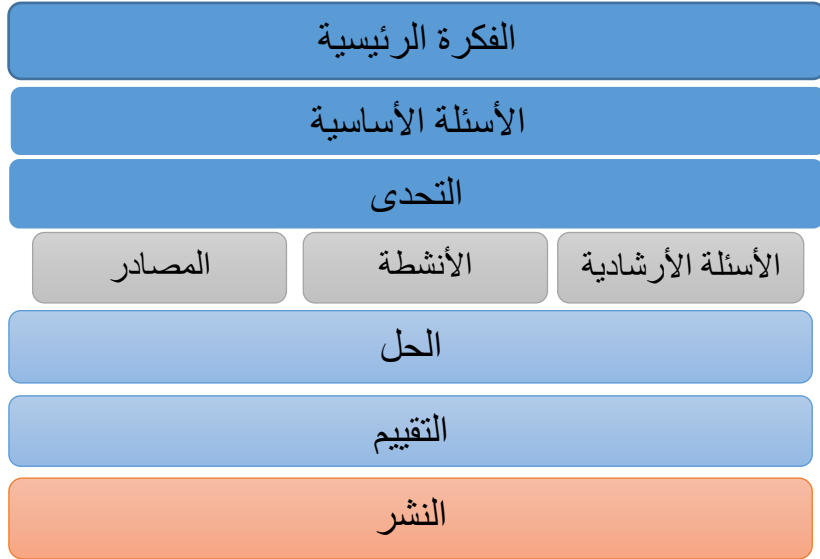 الفكرة الرئيسية
الأسئلة الأساسية
التحدى
الأسئلة الأرشادية
الأنشطة
المصادر
الحل
التقييم
النشر